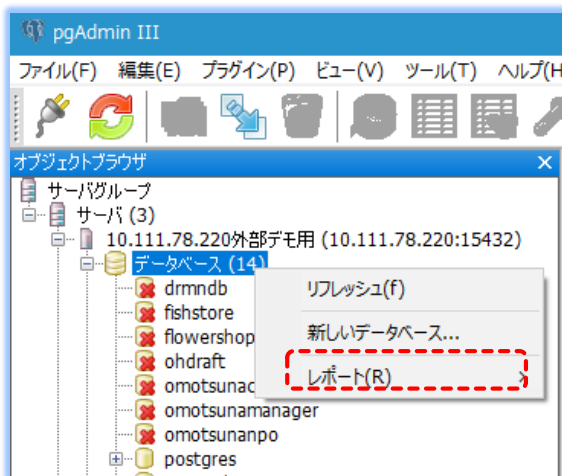 pgAdmin III
ファイル(F) 編集(E) プラグイン(P) ビュー(V) ツール(T) ヘルプ(H
オブジェクトブラウザ
サーバグループ
サーバ (3)
10.111.78.220外部デモ用 (10.111.78.220:15432)
データベース (14)
drmndb
fishstore
flowershop
ohdraft
omotsunac
omotsunamanager
omotsunanpo
postgres
リフレッシュ(f)
新しいデータベース...
レポート(R)